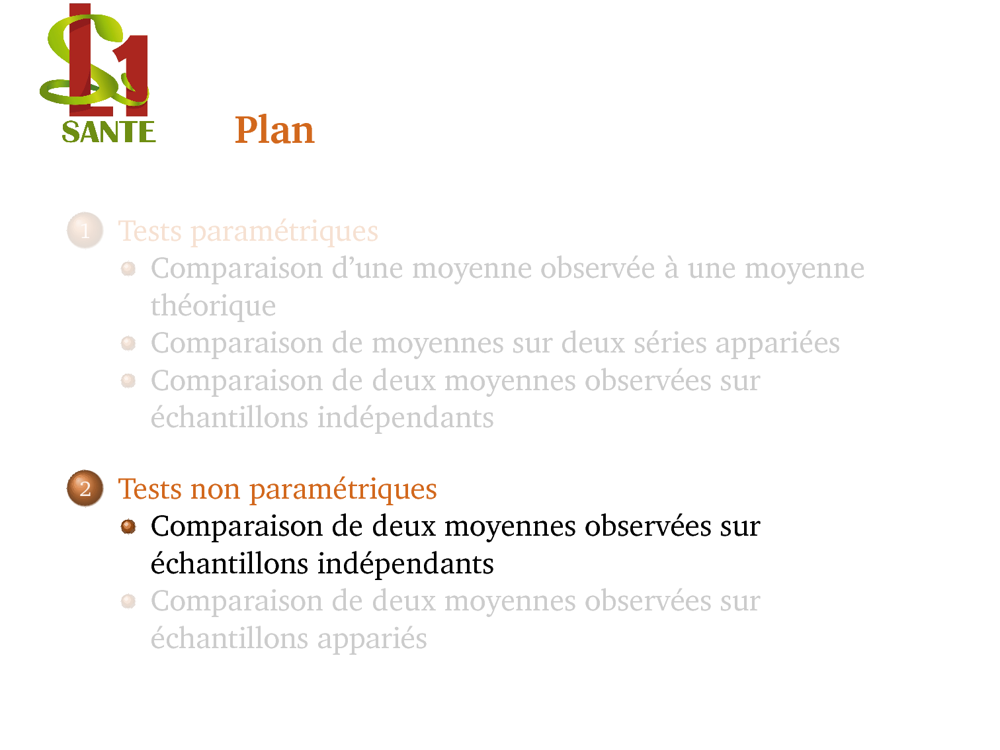 L1
SANTE
Plan
1 Tests paramétriques
Comparaison d’une moyenne observée à une moyenne
théorique
Comparaison de moyennes sur deux séries appariées
Comparaison de deux moyennes observées sur
échantillons indépendants
2 Tests non paramétriques
Comparaison de deux moyennes observées sur
échantillons indépendants
Comparaison de deux moyennes observées sur
échantillons appariés